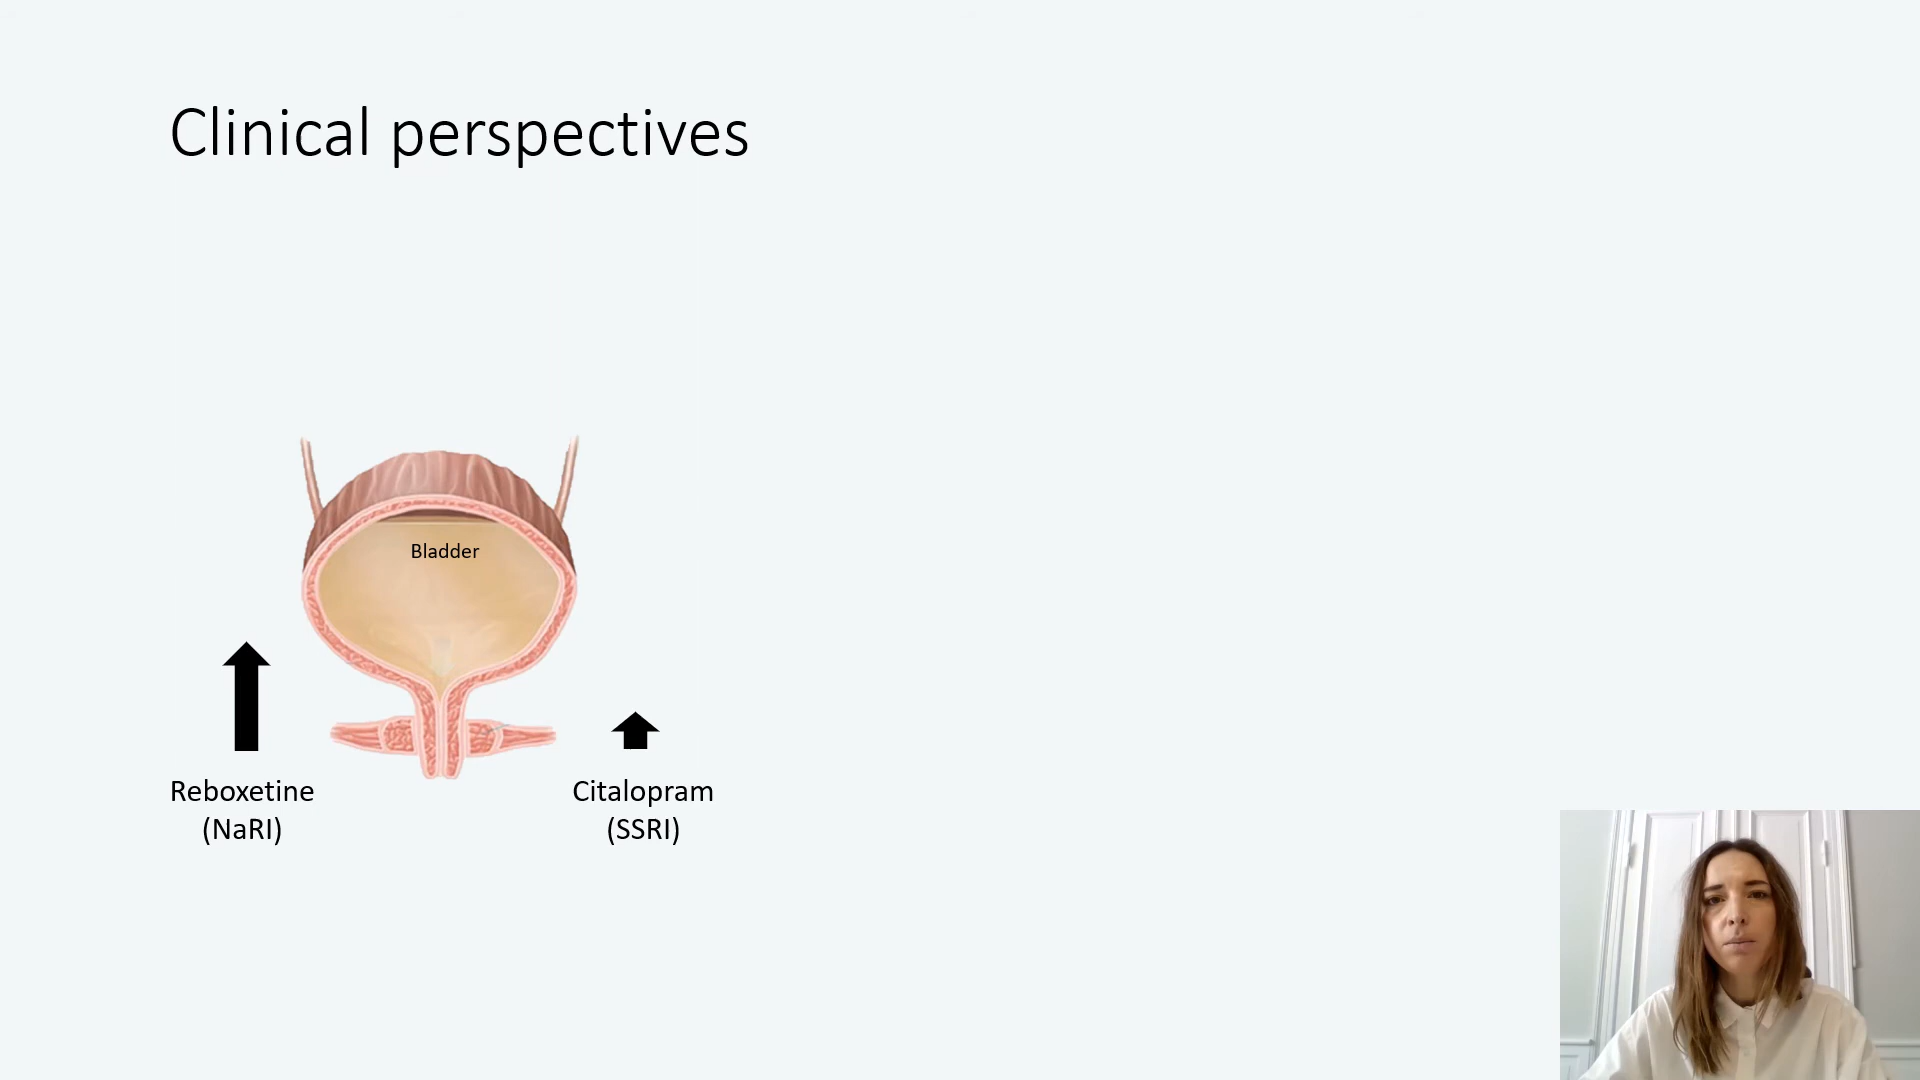 Clinical perspectives
Bladder
Reboxetine
(NaRI)
Citalopram
(SSRI)